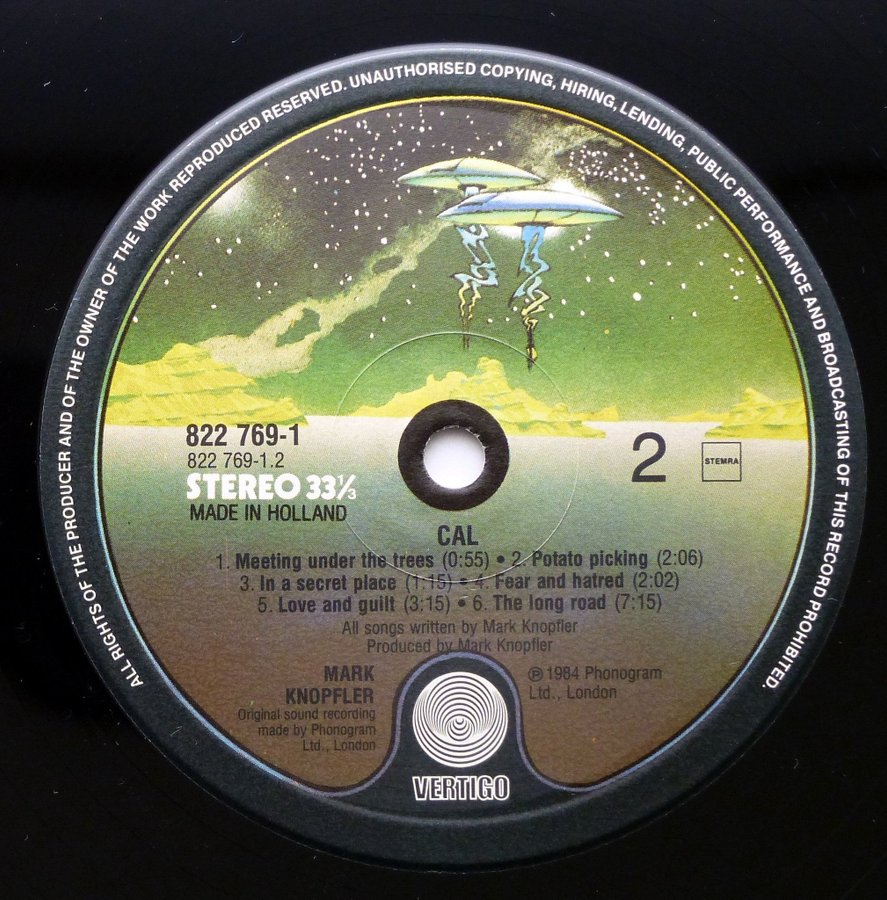 ALL RIGHTS OF THE PRODUCER AND OF THE OWNER OF THE WORK REPRODUCED RESERVED. UNAUTHORISED COPYING, HIRING, LENDING, PUBLIC PERFORMANCE AND BROADCASTING OF THIS RECORD PROHIBITED.
822 769-1
822 769-1.2
STEREO 33⅓
MADE IN HOLLAND
2
STEMRA
CAL
1. Meeting under the trees (0:55) • 2. Potato picking (2:06)
3. In a secret place (1:15) • 4. Fear and hatred (2:02)
5. Love and guilt (3:15) • 6. The long road (7:15)
All songs written by Mark Knopfler
Produced by Mark Knopfler
MARK
KNOPFLER
Original sound recording
made by Phonogram
Ltd., London
℗ 1984 Phonogram
Ltd., London
VERTIGO